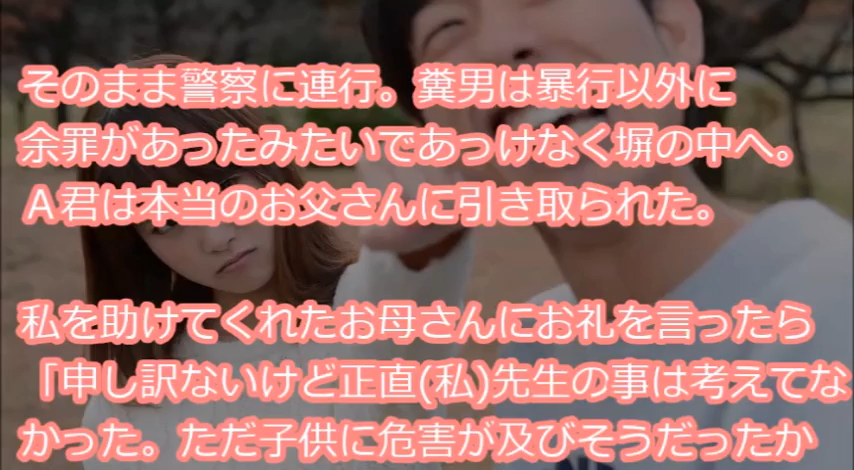 そのまま警察に連行。糞男は暴行以外に
余罪があったみたいであっけなく塀の中へ。
Ａ君は本当のお父さんに引き取られた。
私を助けてくれたお母さんにお礼を言ったら
「申し訳ないけど正直(私)先生の事は考えてな
かった。ただ子供に危害が及びそうだったか